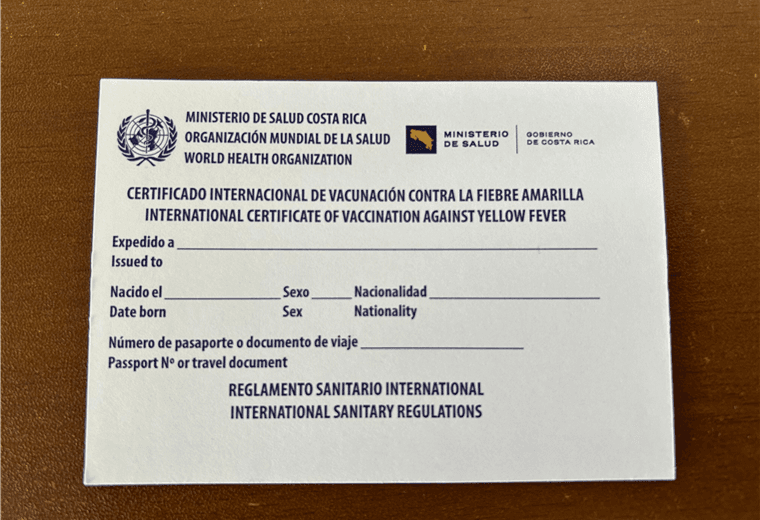 MINISTERIO DE SALUD COSTA RICA
ORGANIZACIÓN MUNDIAL DE LA SALUD
WORLD HEALTH ORGANIZATION
MINISTERIO
DE SALUD
GOBIERNO
DE COSTA RICA
CERTIFICADO INTERNACIONAL DE VACUNACIÓN CONTRA LA FIEBRE AMARILLA
INTERNATIONAL CERTIFICATE OF VACCINATION AGAINST YELLOW FEVER
Expedido a
Issued to
Nacido el Sexo Nacionalidad
Date born Sex Nationality
Número de pasaporte o documento de viaje
Passport Nº or travel document
REGLAMENTO SANITARIO INTERNATIONAL
INTERNATIONAL SANITARY REGULATIONS